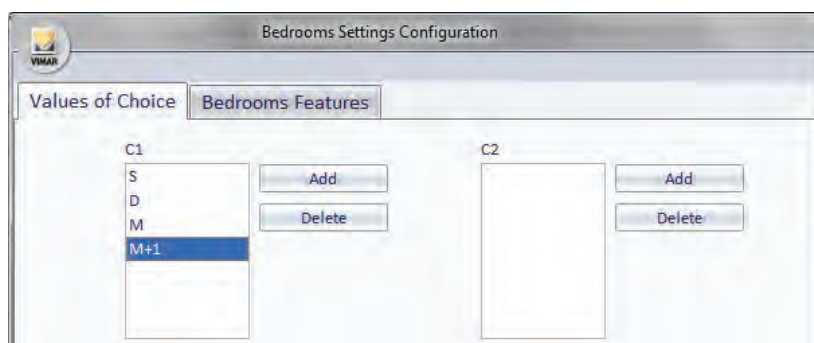 Bedrooms Settings Configuration
VIMAR
Values of Choice Bedrooms Features
C1 C2
S Add Add
D
M Delete Delete
M+1